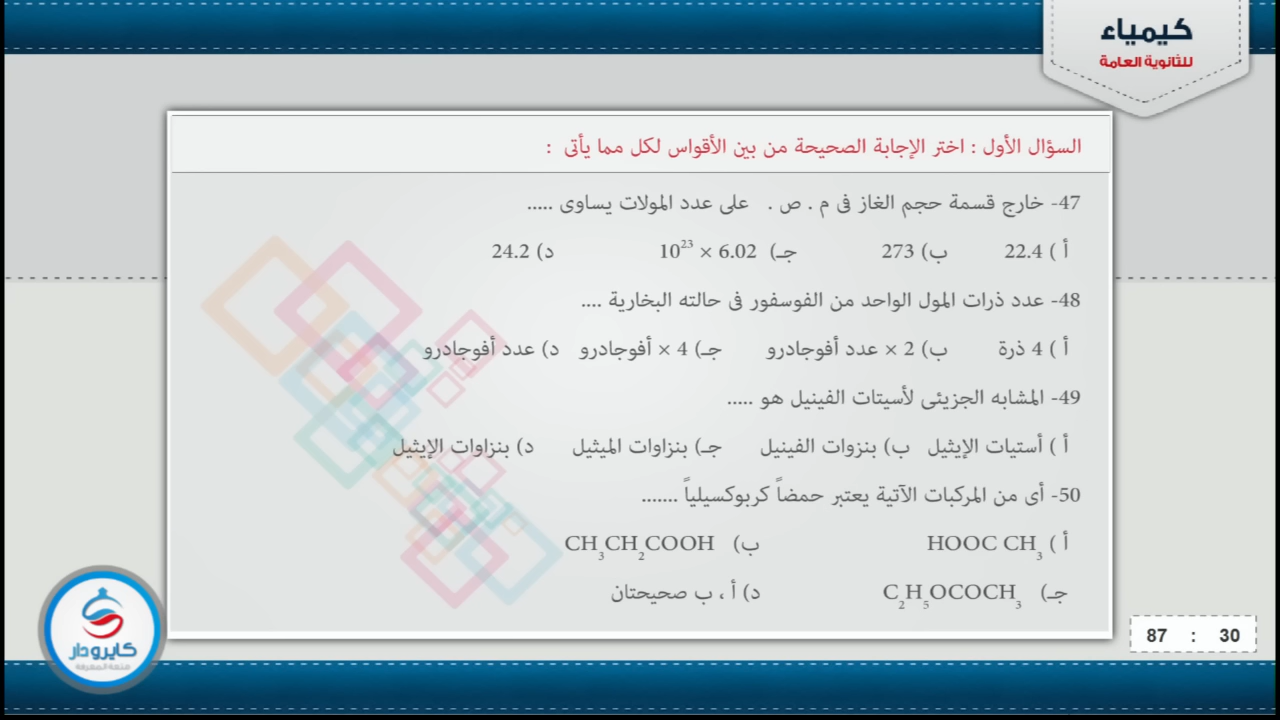 كيمياء
للثانوية العامة
السؤال الأول : اختر الإجابة الصحيحة من بين الأقواس لكل مما يأتى :
47- خارج قسمة حجم الغاز فى م . ص . على عدد المولات يساوى .....
أ ) 22.4 ب) 273 جـ) 6.02 × 10²³ د) 24.2
48- عدد ذرات المول الواحد من الفوسفور فى حالته البخارية ....
أ ) 4 ذرة ب) 2 × عدد أفوجادرو جـ) 4 × أفوجادرو د) عدد أفوجادرو
49- المشابه الجزيئى لأسيتات الفينيل هو .....
أ ) أستيات الإيثيل ب) بنزوات الفينيل جـ) بنزاوات الميثيل د) بنزاوات الإيثيل
50- أى من المركبات الآتية يعتبر حمضاً كربوكسيلياً .......
أ ) HOOC CH₃ ب) CH₃CH₂COOH
جـ) C₂H₅OCOCH₃ د) أ ، ب صحيحتان
87 : 30
كايرودار
متعة المعرفة